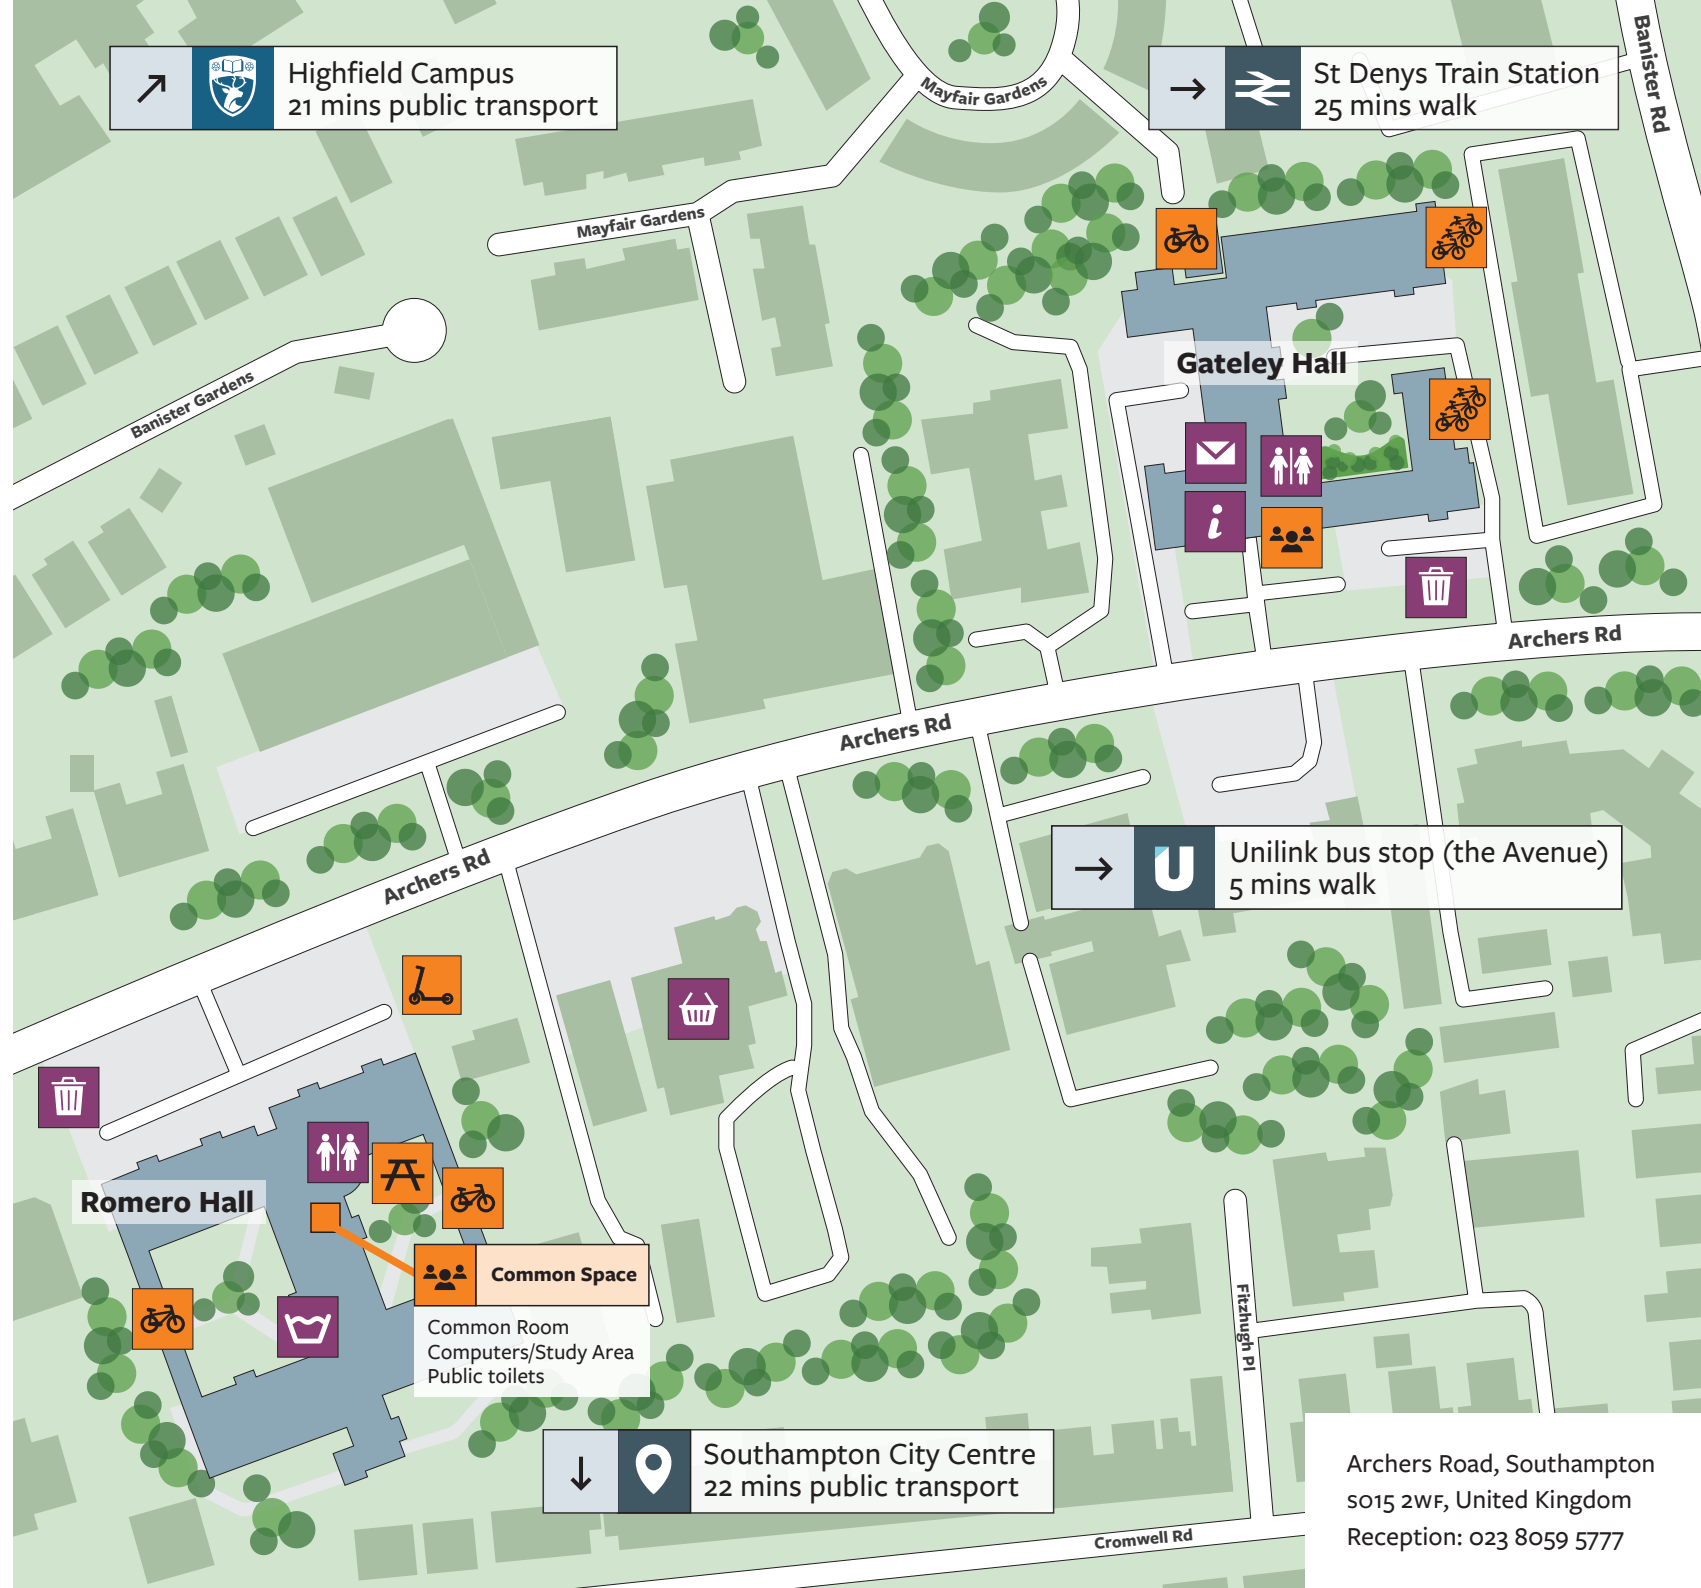 Highfield Campus
21 mins public transport
St Denys Train Station
25 mins walk
Banister Rd
Mayfair Gardens
Mayfair Gardens
Banister Gardens
Gateley Hall
i
Archers Rd
Archers Rd
Archers Rd
U
Unilink bus stop (the Avenue)
5 mins walk
Romero Hall
Common Space
Common Room
Computers/Study Area
Public toilets
Fitzhugh Pl
Southampton City Centre
22 mins public transport
Cromwell Rd
Archers Road, Southampton
SO15 2WF, United Kingdom
Reception: 023 8059 5777